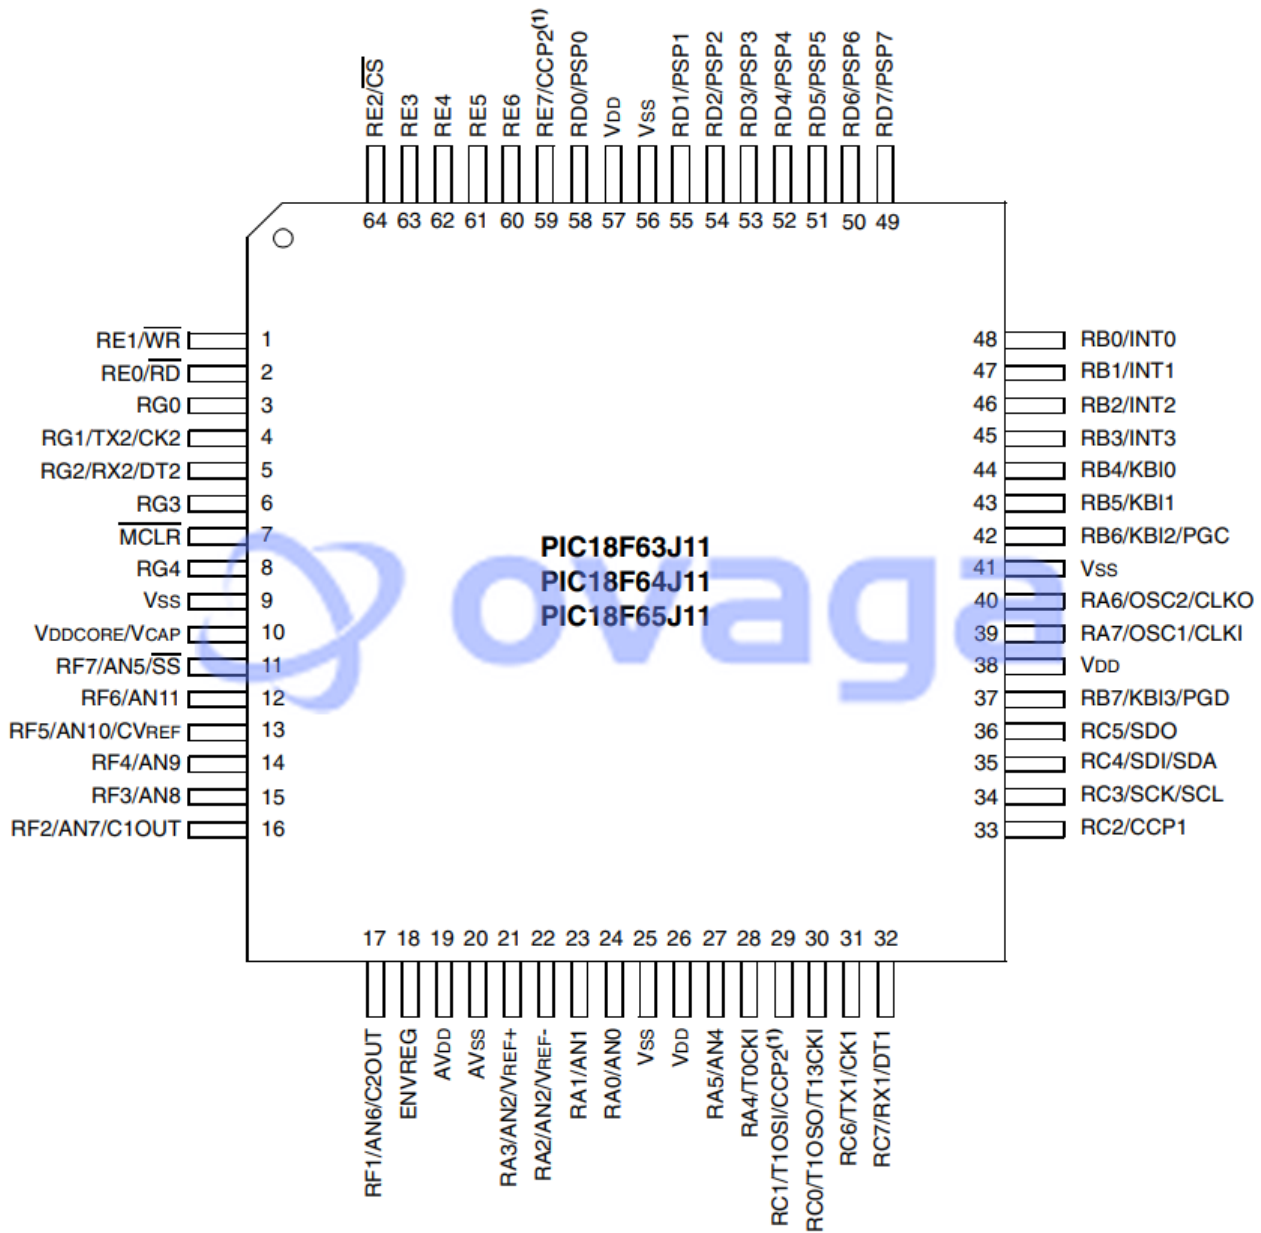 RE2/CS
RE3
RE4
RE5
RE6
RE7/CCP2(1)
RD0/PSP0
VDD
VSS
RD1/PSP1
RD2/PSP2
RD3/PSP3
RD4/PSP4
RD5/PSP5
RD6/PSP6
RD7/PSP7
64 63 62 61 60 59 58 57 56 55 54 53 52 51 50 49
RE1/WR 1
RE0/RD 2
RG0 3
RG1/TX2/CK2 4
RG2/RX2/DT2 5
RG3 6
MCLR 7
RG4 8
VSS 9
VDDCORE/VCAP 10
RF7/AN5/SS 11
RF6/AN11 12
RF5/AN10/CVREF 13
RF4/AN9 14
RF3/AN8 15
RF2/AN7/C1OUT 16
PIC18F63J11
PIC18F64J11
PIC18F65J11
ovaga
48 RB0/INT0
47 RB1/INT1
46 RB2/INT2
45 RB3/INT3
44 RB4/KBI0
43 RB5/KBI1
42 RB6/KBI2/PGC
41 VSS
40 RA6/OSC2/CLKO
39 RA7/OSC1/CLKI
38 VDD
37 RB7/KBI3/PGD
36 RC5/SDO
35 RC4/SDI/SDA
34 RC3/SCK/SCL
33 RC2/CCP1
17 18 19 20 21 22 23 24 25 26 27 28 29 30 31 32
RF1/AN6/C2OUT
ENVREG
AVDD
AVSS
RA3/AN2/VREF+
RA2/AN2/VREF-
RA1/AN1
RA0/AN0
VSS
VDD
RA5/AN4
RA4/T0CKI
RC1/T1OSI/CCP2(1)
RC0/T1OSO/T13CKI
RC6/TX1/CK1
RC7/RX1/DT1